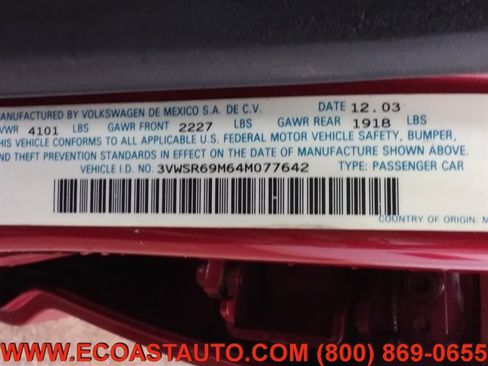 MANUFACTURED BY VOLKSWAGEN DE MEXICO S.A. DE C.V. DATE 12.03
VWR 4101 LBS GAWR FRONT 2227 LBS GAWR REAR 1918 LBS
THIS VEHICLE CONFORMS TO ALL APPLICABLE U.S. FEDERAL MOTOR VEHICLE SAFETY, BUMPER,
AND THEFT PREVENTION STANDARDS IN EFFECT ON THE DATE OF MANUFACTURE SHOWN ABOVE.
VEHICLE I.D. NO. 3VWSR69M64M077642 TYPE: PASSENGER CAR
COUNTRY OF ORIGIN: M
WWW.ECOASTAUTO.COM (800) 869-0655